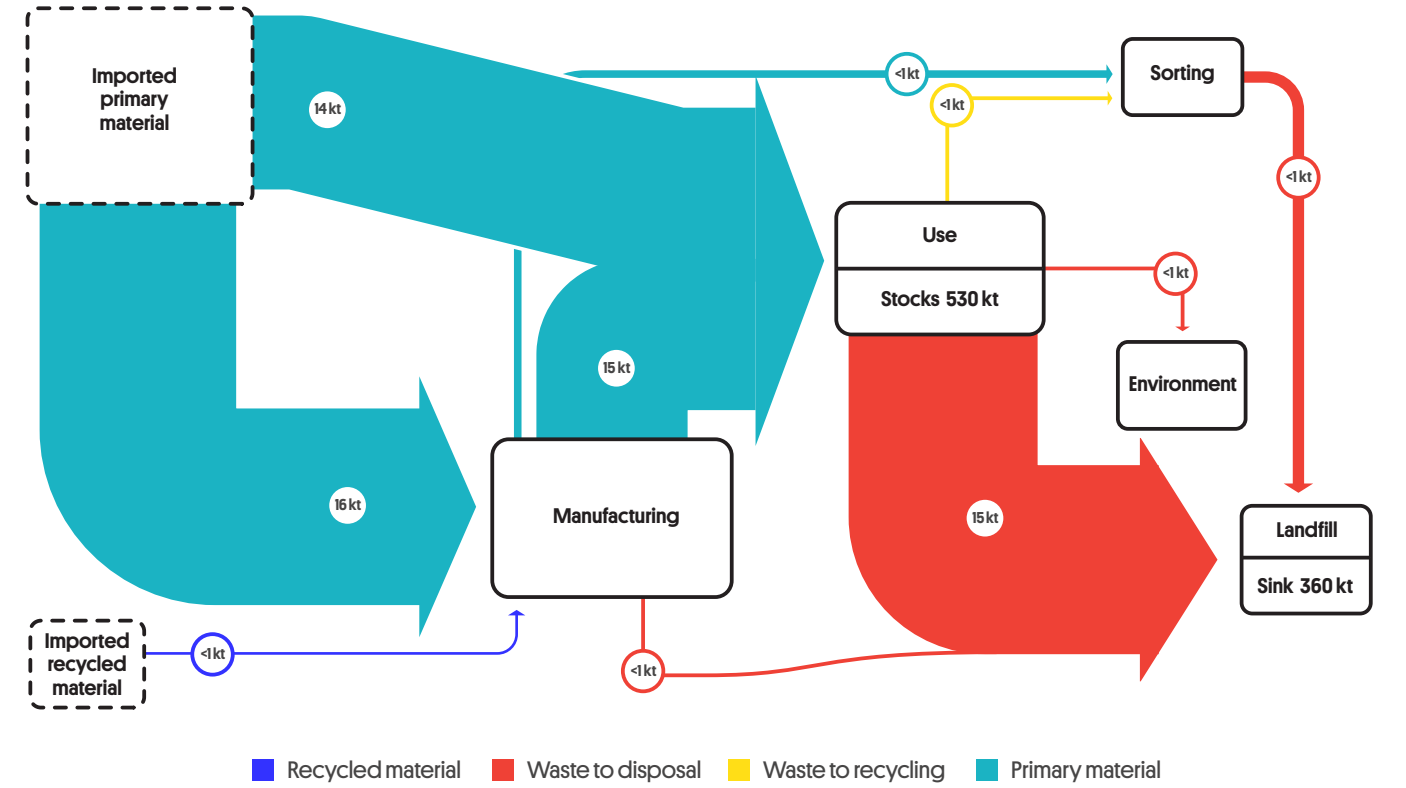 Imported
primary
material
14 kt
<1 kt
Sorting
<1 kt
<1 kt
Use
Stocks 530 kt
<1 kt
15 kt
Environment
16 kt
Manufacturing
15 kt
Landfill
Sink 360 kt
Imported
recycled
material
<1 kt
<1 kt
Recycled material
Waste to disposal
Waste to recycling
Primary material